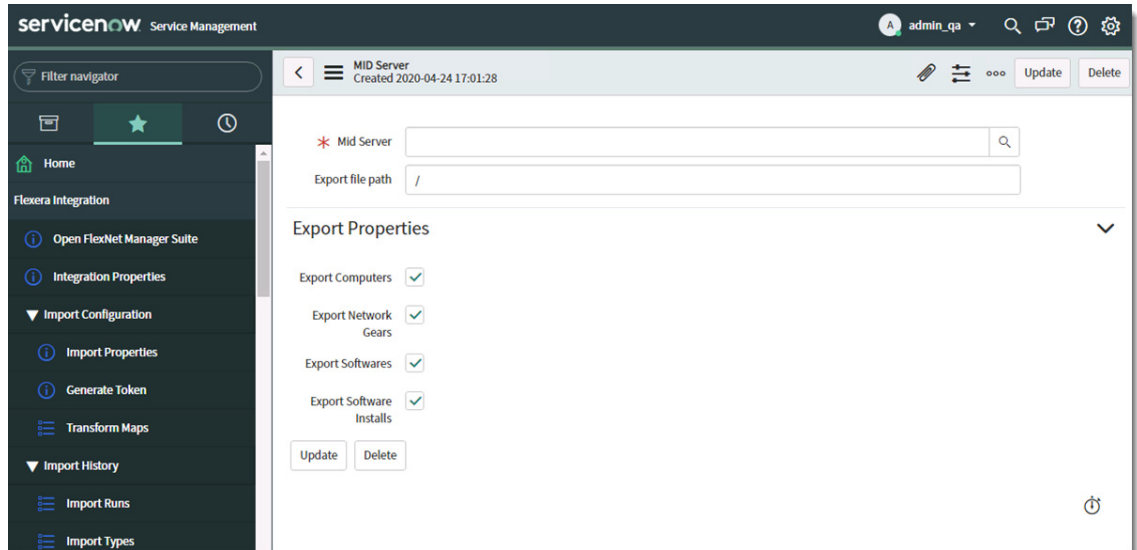 servicenow Service Management
A admin_qa
Filter navigator
MID Server
Created 2020-04-24 17:01:28
Update Delete
Home
Flexera Integration
Open FlexNet Manager Suite
Integration Properties
Import Configuration
Import Properties
Generate Token
Transform Maps
Import History
Import Runs
Import Types
Mid Server
Export file path /
Export Properties
Export Computers
Export Network
Gears
Export Softwares
Export Software
Installs
Update Delete